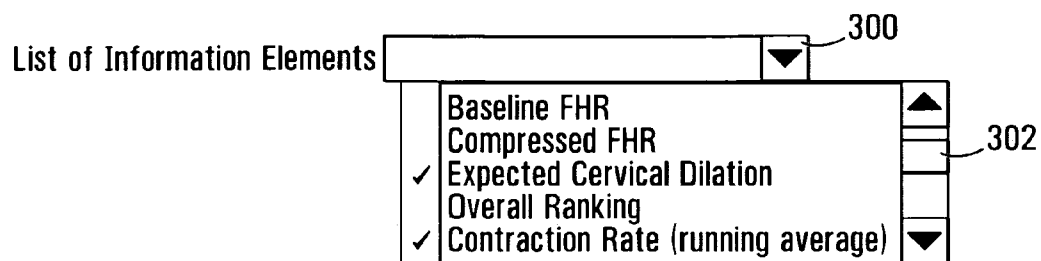 300
List of Information Elements
Baseline FHR
Compressed FHR
302
✓ Expected Cervical Dilation
Overall Ranking
✓ Contraction Rate (running average)